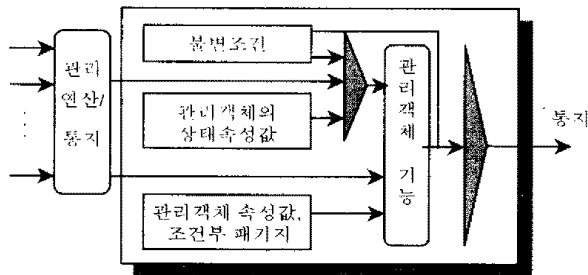 관리
연산/
통지
불변조건
관리객체의
상태속성값
관리객체 속성값,
조건부 패키지
관리객체 기능
통지